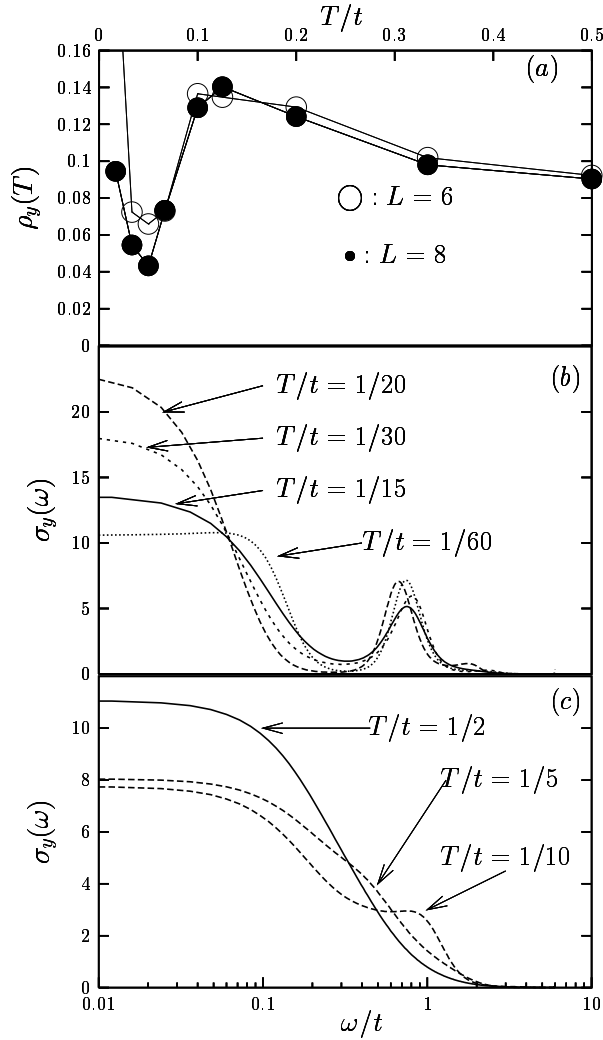 T/t
0 0.1 0.2 0.3 0.4 0.5
0.16
(a)
0.14
0.12
0.1
ρ_y(T)
0.08
: L = 6
0.06
: L = 8
0.04
0.02
0
(b)
T/t = 1/20
20
T/t = 1/30
15
T/t = 1/15
σ_y(ω)
10
T/t = 1/60
5
0
(c)
10
T/t = 1/2
8
T/t = 1/5
6
σ_y(ω)
T/t = 1/10
4
2
0
0.01 0.1 1 10
ω/t